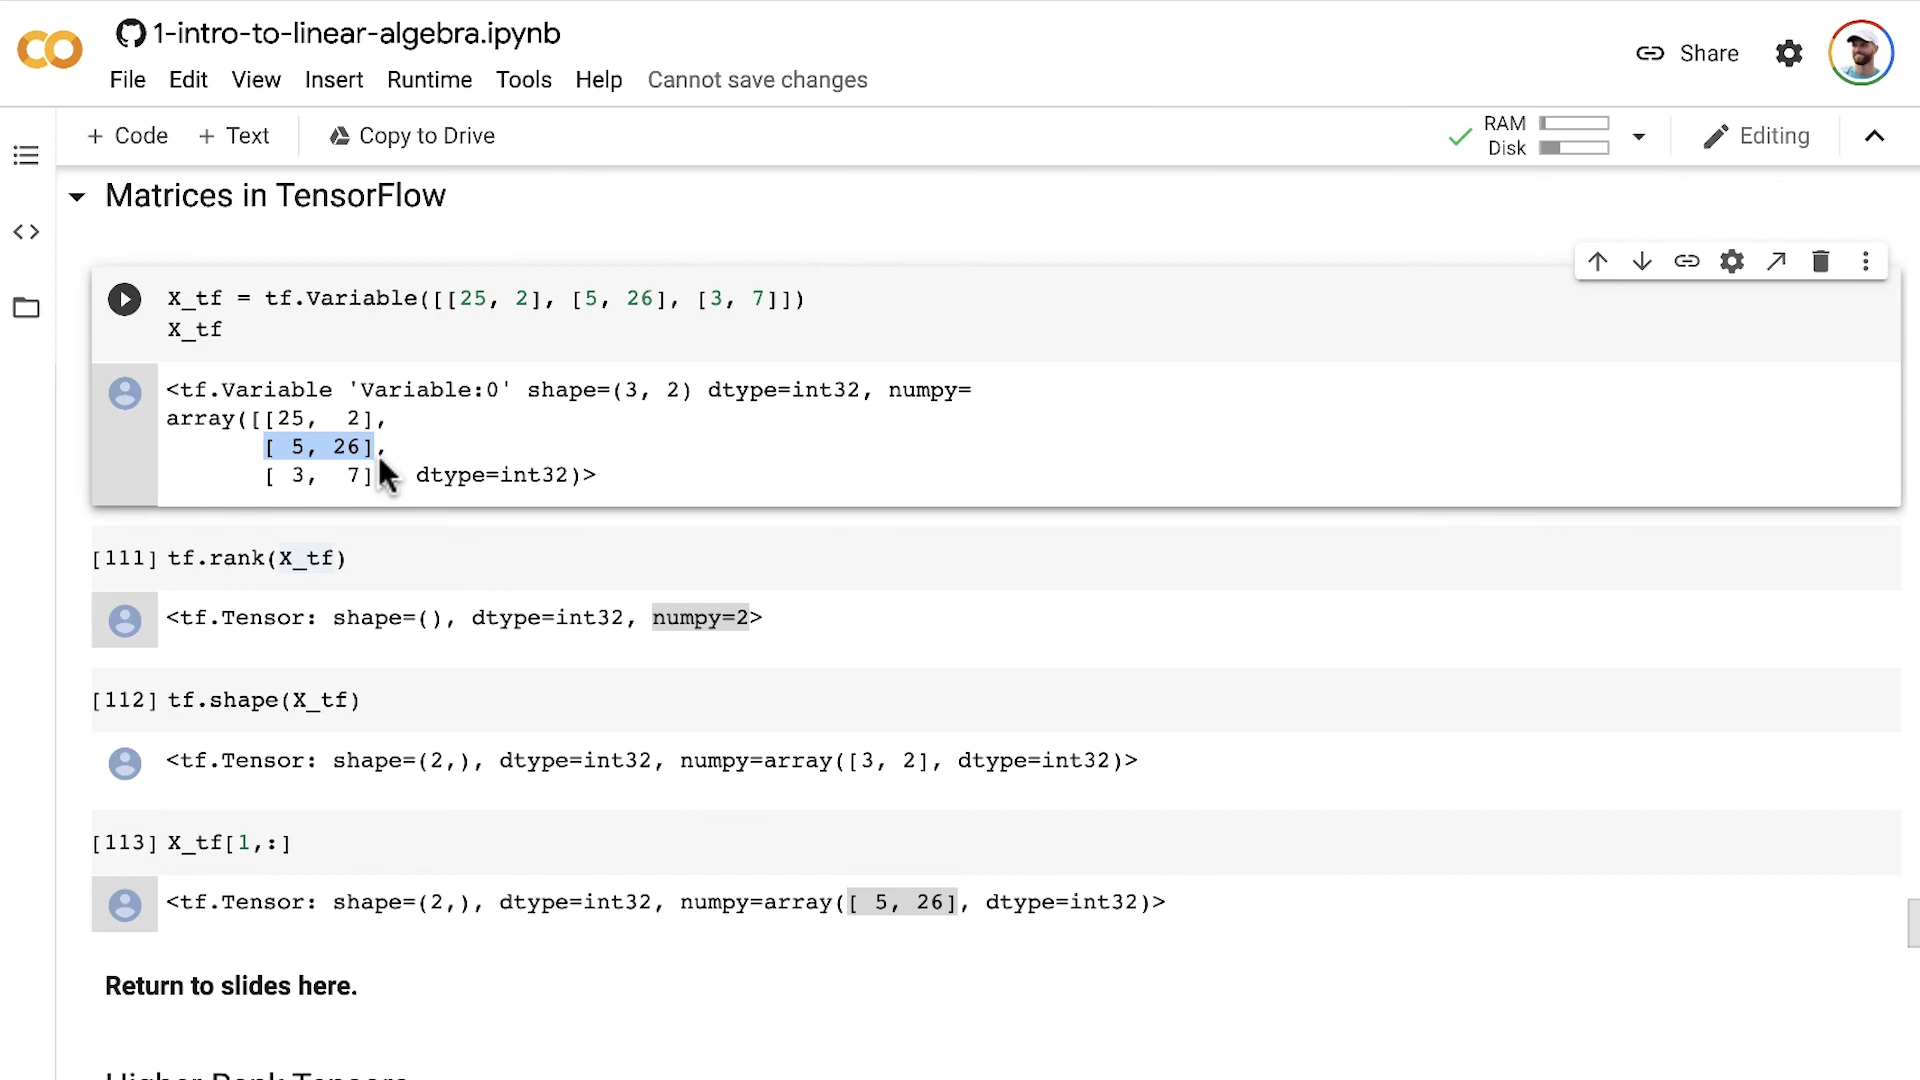 1-intro-to-linear-algebra.ipynb
File Edit View Insert Runtime Tools Help Cannot save changes
Share
+ Code + Text Copy to Drive
RAM
Disk
Editing
Matrices in TensorFlow
X_tf = tf.Variable([[25, 2], [5, 26], [3, 7]])
X_tf
<tf.Variable 'Variable:0' shape=(3, 2) dtype=int32, numpy=
array([[25, 2],
[ 5, 26],
[ 3, 7] dtype=int32)>
[111] tf.rank(X_tf)
<tf.Tensor: shape=(), dtype=int32, numpy=2>
[112] tf.shape(X_tf)
<tf.Tensor: shape=(2,), dtype=int32, numpy=array([3, 2], dtype=int32)>
[113] X_tf[1,:]
<tf.Tensor: shape=(2,), dtype=int32, numpy=array([ 5, 26], dtype=int32)>
Return to slides here.